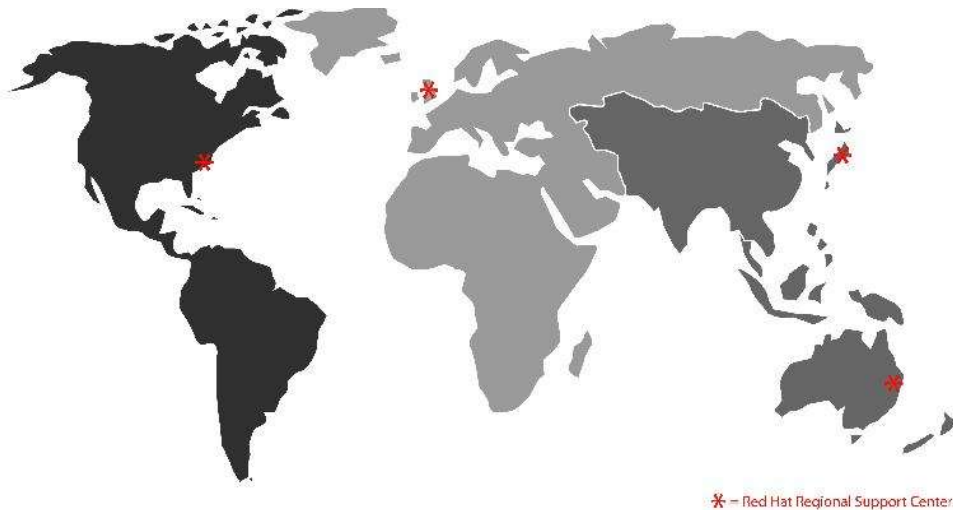 * = Red Hat Regional Support Center